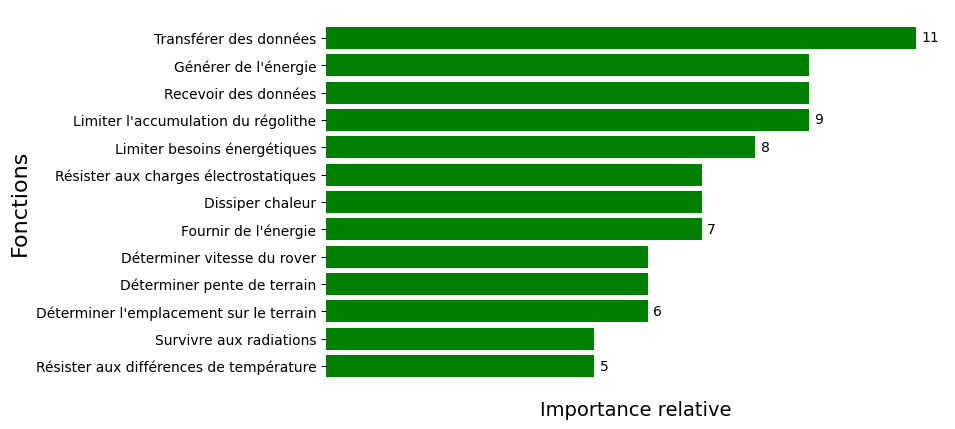 Transférer des données 11
Générer de l'énergie
Recevoir des données
Limiter l'accumulation du régolithe 9
Limiter besoins énergétiques 8
Résister aux charges électrostatiques
Dissiper chaleur
Fournir de l'énergie 7
Déterminer vitesse du rover
Déterminer pente de terrain
Déterminer l'emplacement sur le terrain 6
Survivre aux radiations
Résister aux différences de température 5
Fonctions
Importance relative